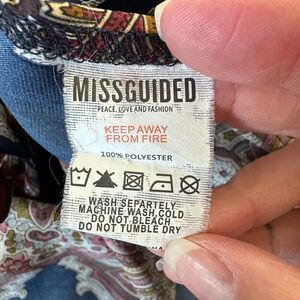 MISSGUIDED
PEACE, LOVE AND FASHION
KEEP AWAY
FROM FIRE
100% POLYESTER
WASH SEPARTELY
MACHINE WASH COLD
DO NOT BLEACH
DO NOT TUMBLE DRY